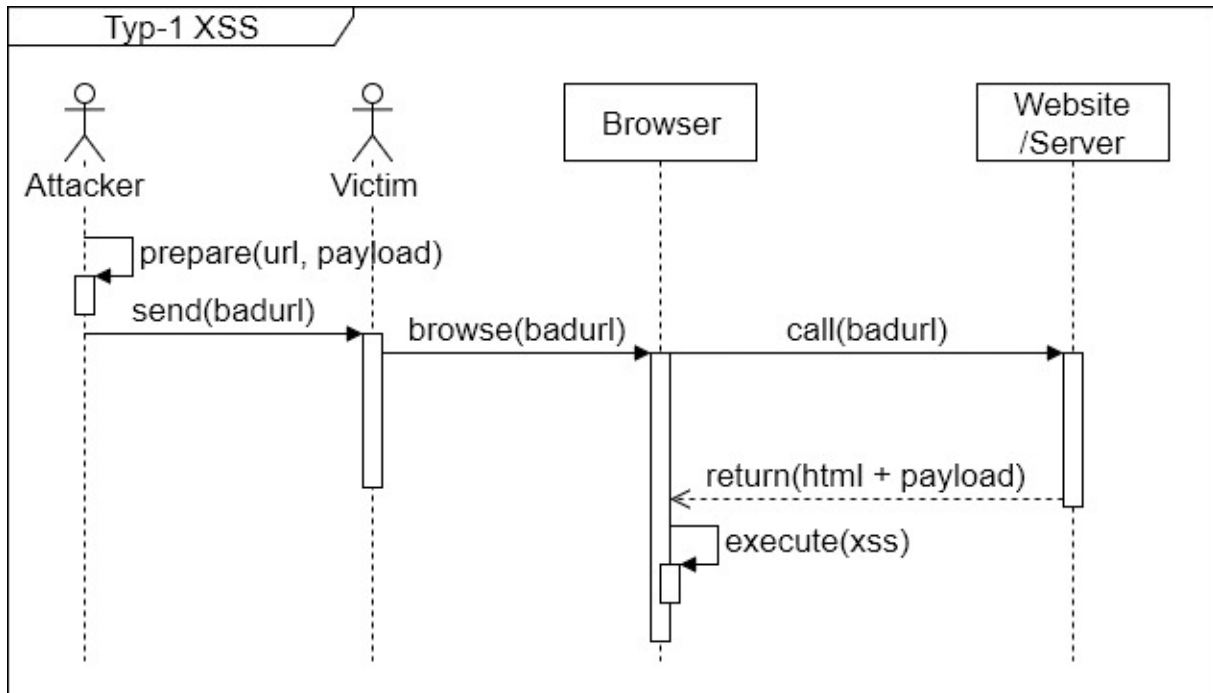 Typ-1 XSS
Attacker
Victim
Browser
Website
/Server
prepare(url, payload)
send(badurl)
browse(badurl)
call(badurl)
return(html + payload)
execute(xss)